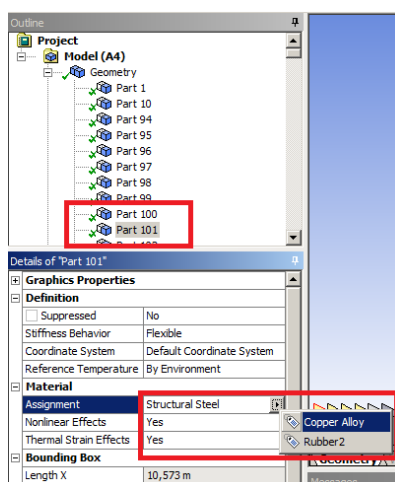 Outline
Project
Model (A4)
Geometry
Part 1
Part 10
Part 94
Part 95
Part 96
Part 97
Part 98
Part 99
Part 100
Part 101
Details of "Part 101"
Graphics Properties
Definition
Suppressed No
Stiffness Behavior Flexible
Coordinate System Default Coordinate System
Reference Temperature By Environment
Material
Assignment Structural Steel
Nonlinear Effects Yes
Copper Alloy
Thermal Strain Effects Yes
Rubber2
Bounding Box
Geometry
Length X 10,573 m
Messages